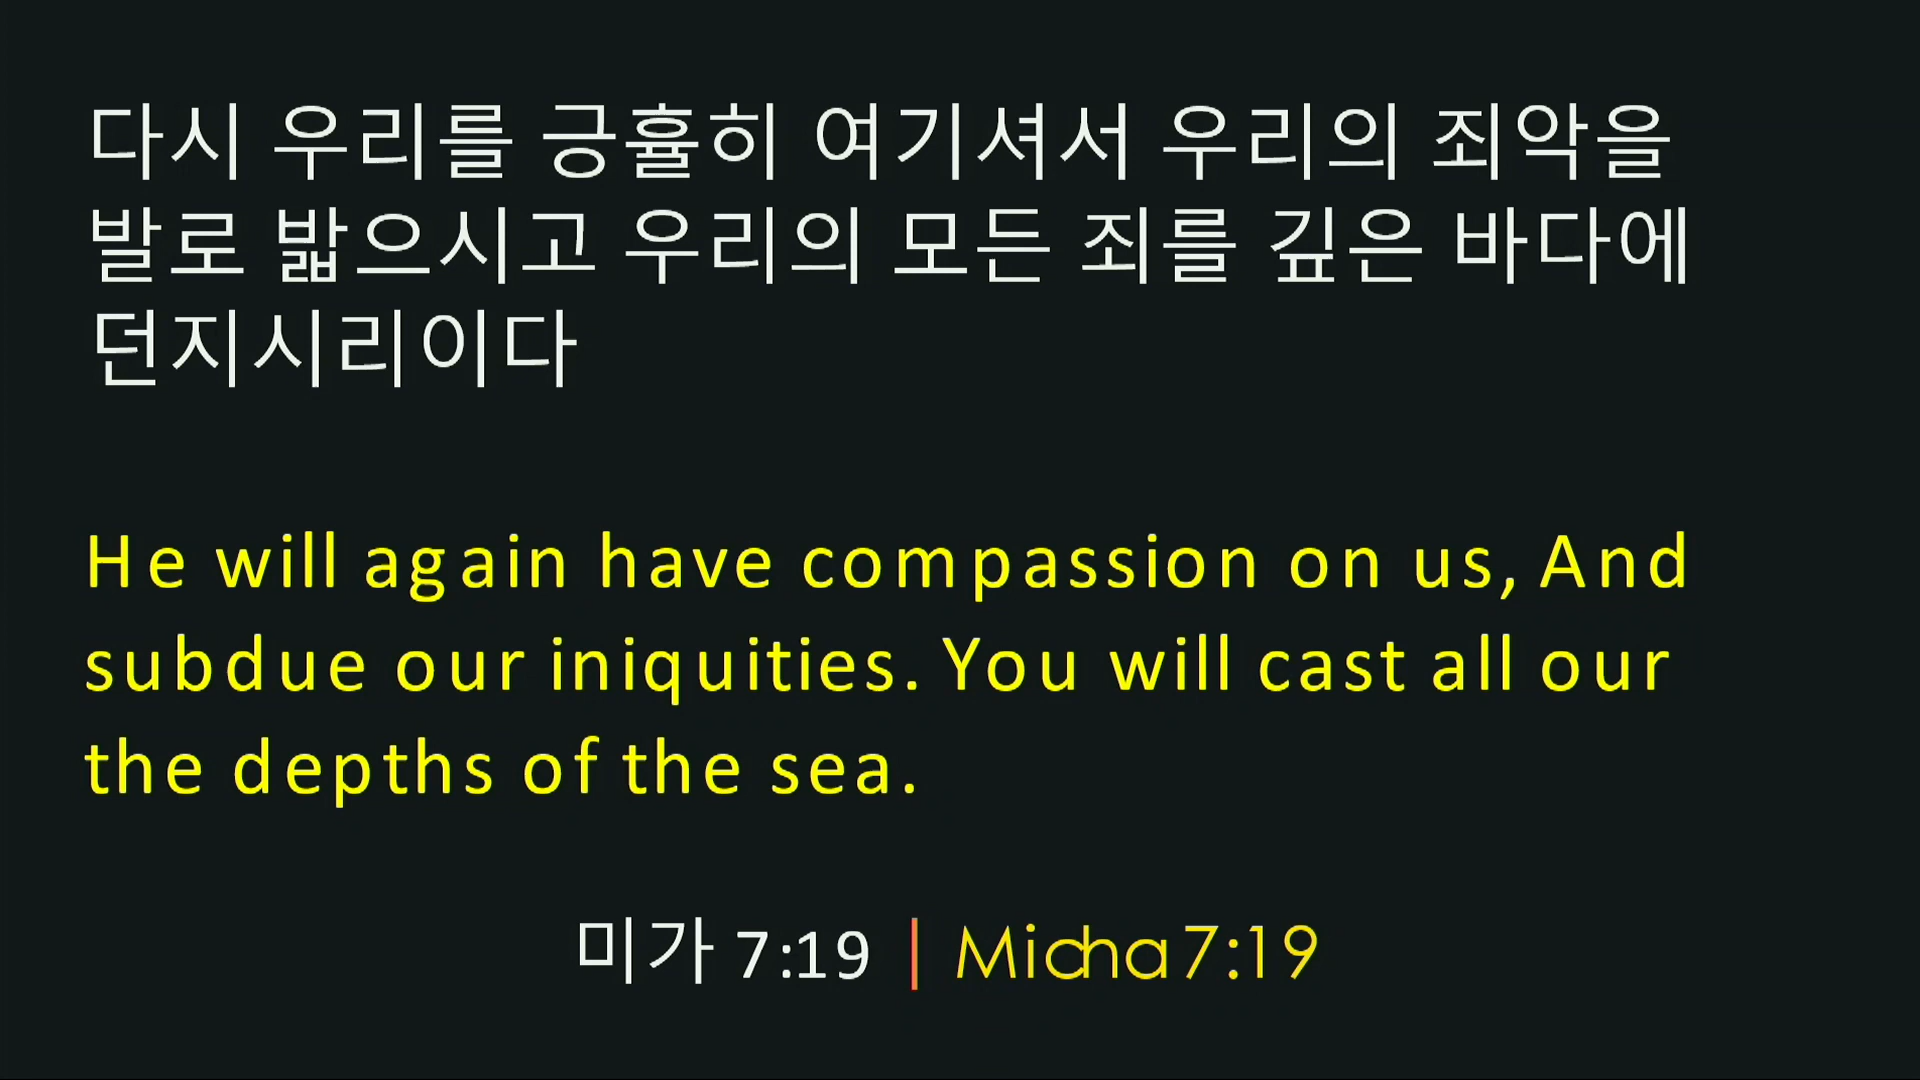 다시 우리를 긍휼히 여기셔서 우리의 죄악을
발로 밟으시고 우리의 모든 죄를 깊은 바다에
던지시리이다
He will again have compassion on us, And
subdue our iniquities. You will cast all our
the depths of the sea.
미가 7:19 | Micha 7:19